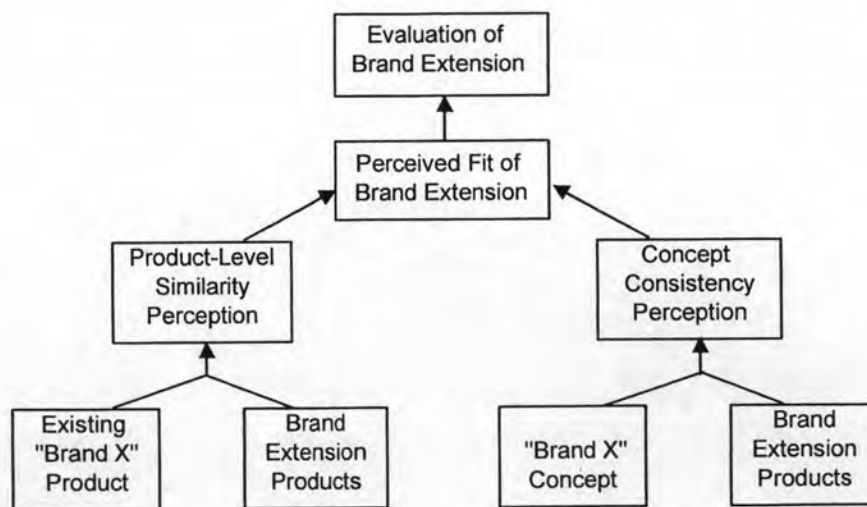 Evaluation of
Brand Extension
Perceived Fit of
Brand Extension
Product-Level
Similarity
Perception
Concept
Consistency
Perception
Existing
"Brand X"
Product
Brand
Extension
Products
"Brand X"
Concept
Brand
Extension
Products